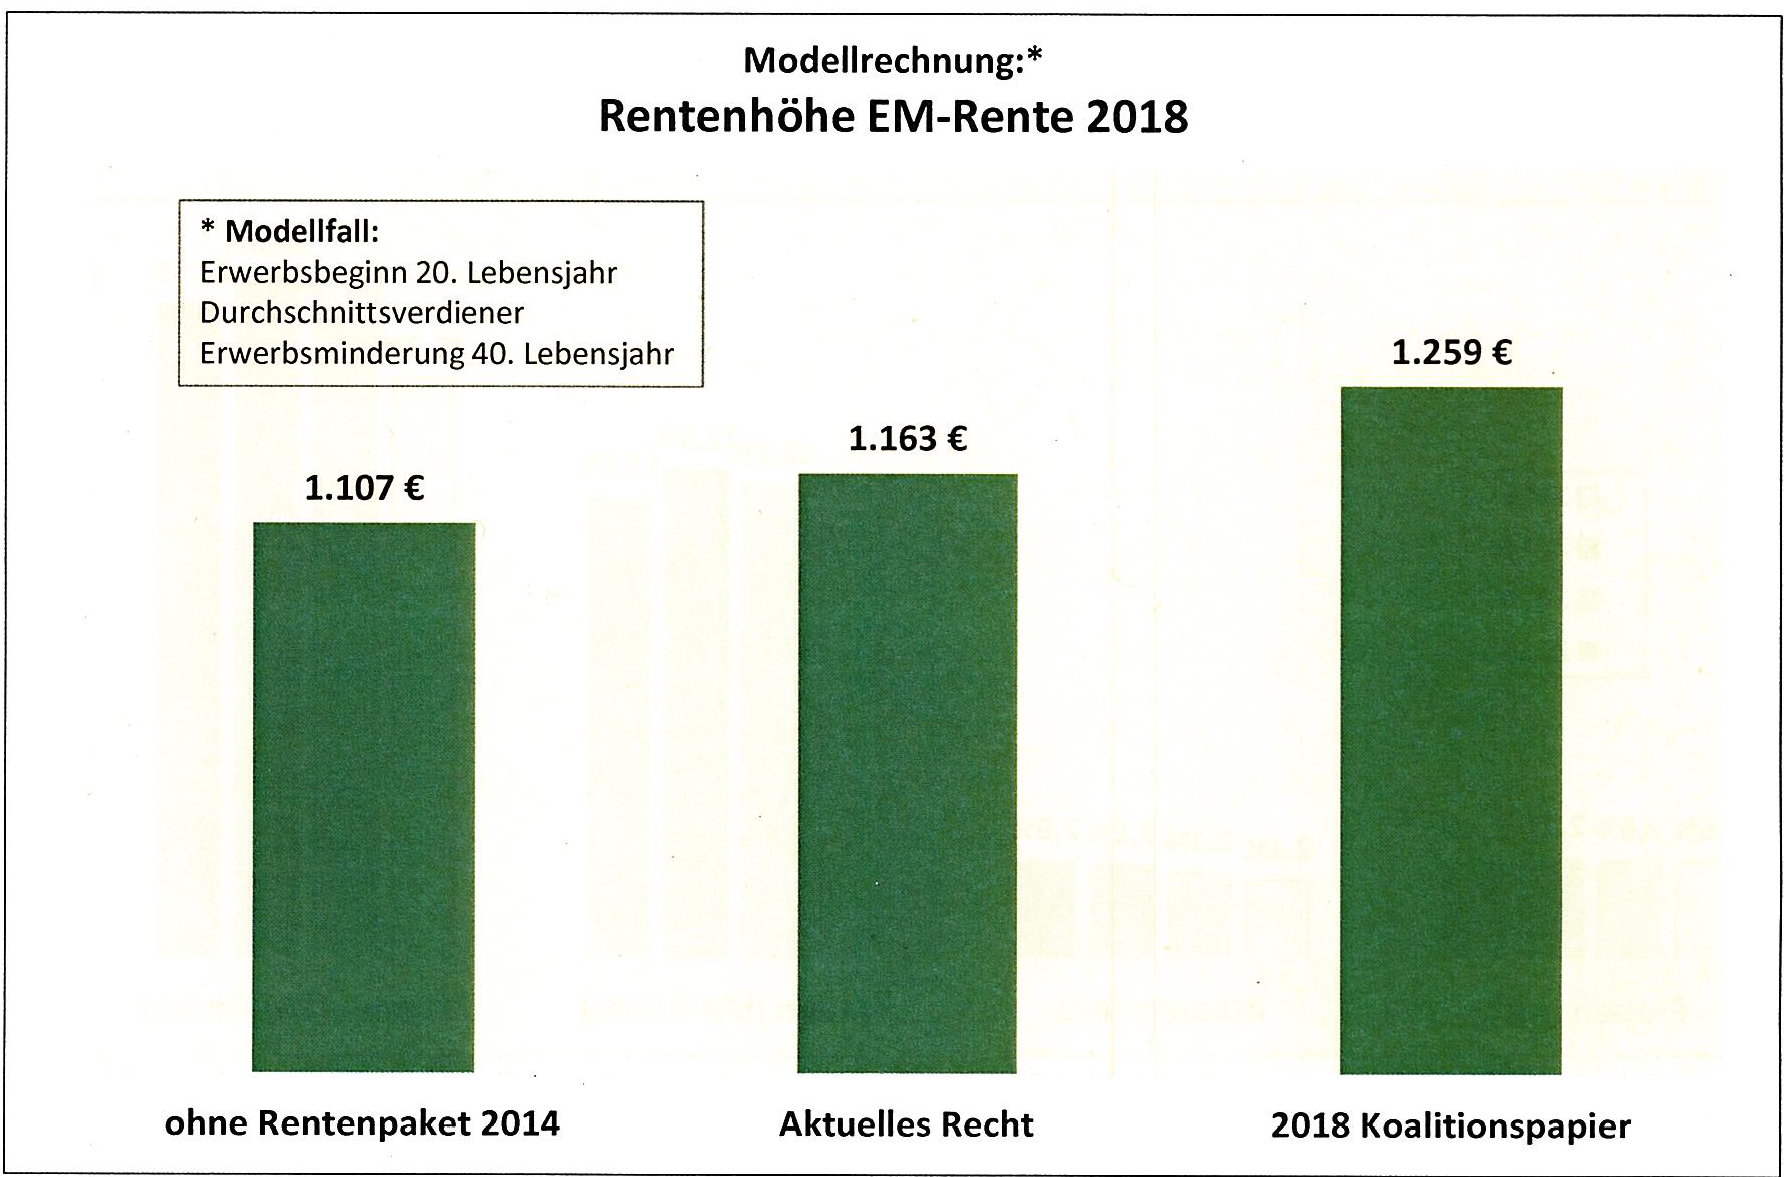 Modellrechnung:*
Rentenhöhe EM-Rente 2018
* Modellfall:
Erwerbsbeginn 20. Lebensjahr
Durchschnittsverdiener
Erwerbsminderung 40. Lebensjahr
1.107 €
1.163 €
1.259 €
ohne Rentenpaket 2014
Aktuelles Recht
2018 Koalitionspapier